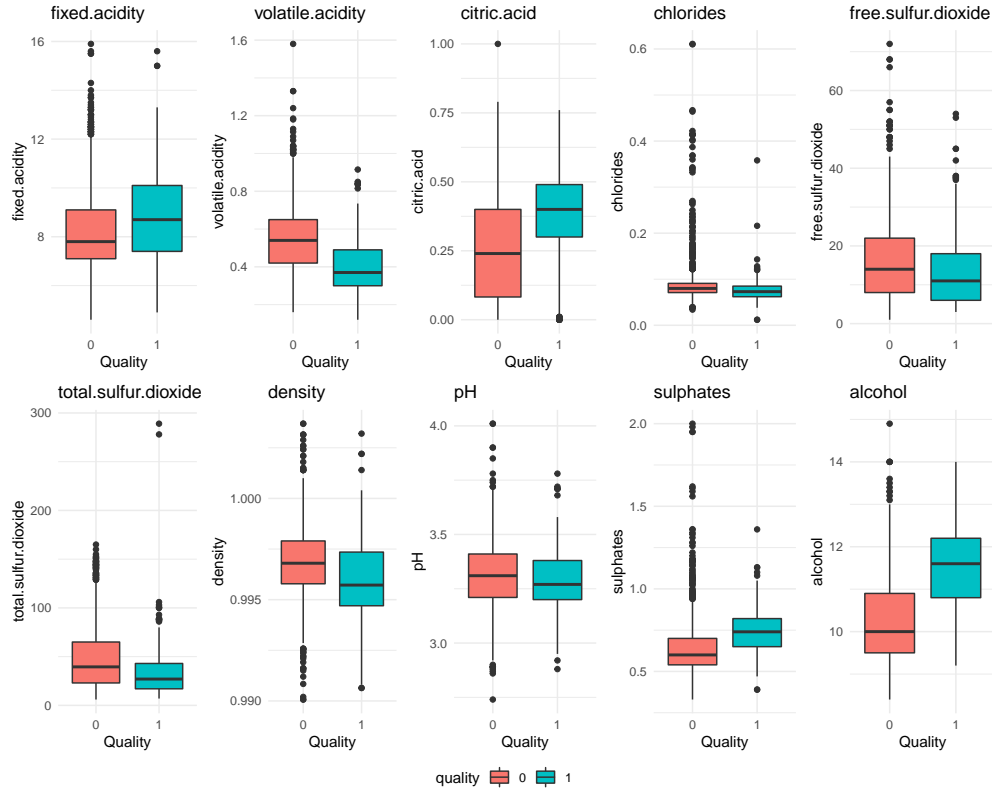 fixed.acidity
volatile.acidity
citric.acid
chlorides
free.sulfur.dioxide
fixed.acidity
16
12
8
0 1
Quality
volatile.acidity
1.6
1.2
0.8
0.4
0 1
Quality
citric.acid
1.00
0.75
0.50
0.25
0.00
0 1
Quality
chlorides
0.6
0.4
0.2
0.0
0 1
Quality
free.sulfur.dioxide
60
40
20
0
0 1
Quality
total.sulfur.dioxide
density
pH
sulphates
alcohol
total.sulfur.dioxide
300
200
100
0
0 1
Quality
density
1.000
0.995
0.990
0 1
Quality
pH
4.0
3.5
3.0
0 1
Quality
sulphates
2.0
1.5
1.0
0.5
0 1
Quality
alcohol
14
12
10
0 1
Quality
quality 0 1